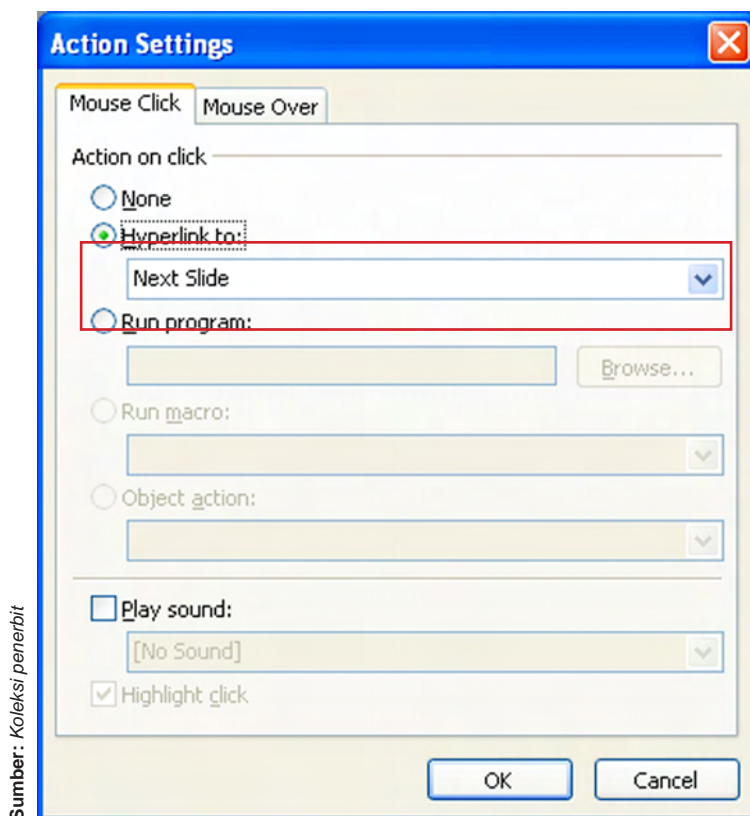 Action Settings
Mouse Click Mouse Over
Action on click
None
Hyperlink to:
Next Slide
Run program:
Browse...
Run macro:
Object action:
Play sound:
[No Sound]
Highlight click
OK Cancel
Sumber: Koleksi penerbit